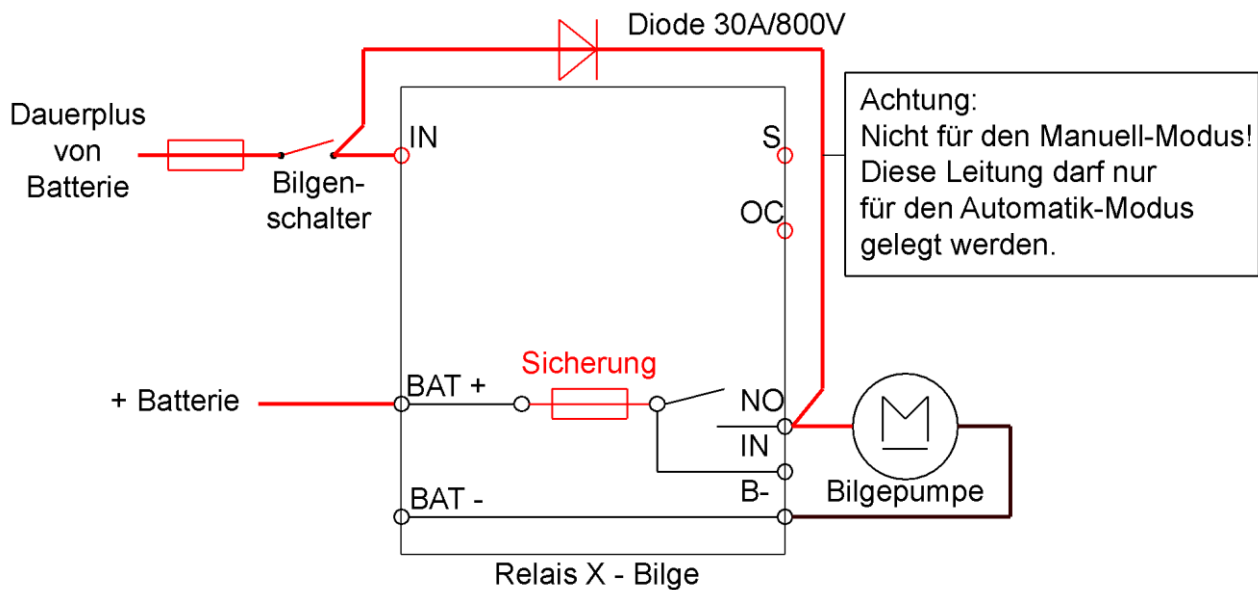 Diode 30A/800V
Dauerplus
von
Batterie
Bilgen-
schalter
IN
S
OC
Achtung:
Nicht für den Manuell-Modus!
Diese Leitung darf nur
für den Automatik-Modus
gelegt werden.
+ Batterie
BAT +
Sicherung
NO
IN
B-
BAT -
M
Bilgepumpe
Relais X - Bilge